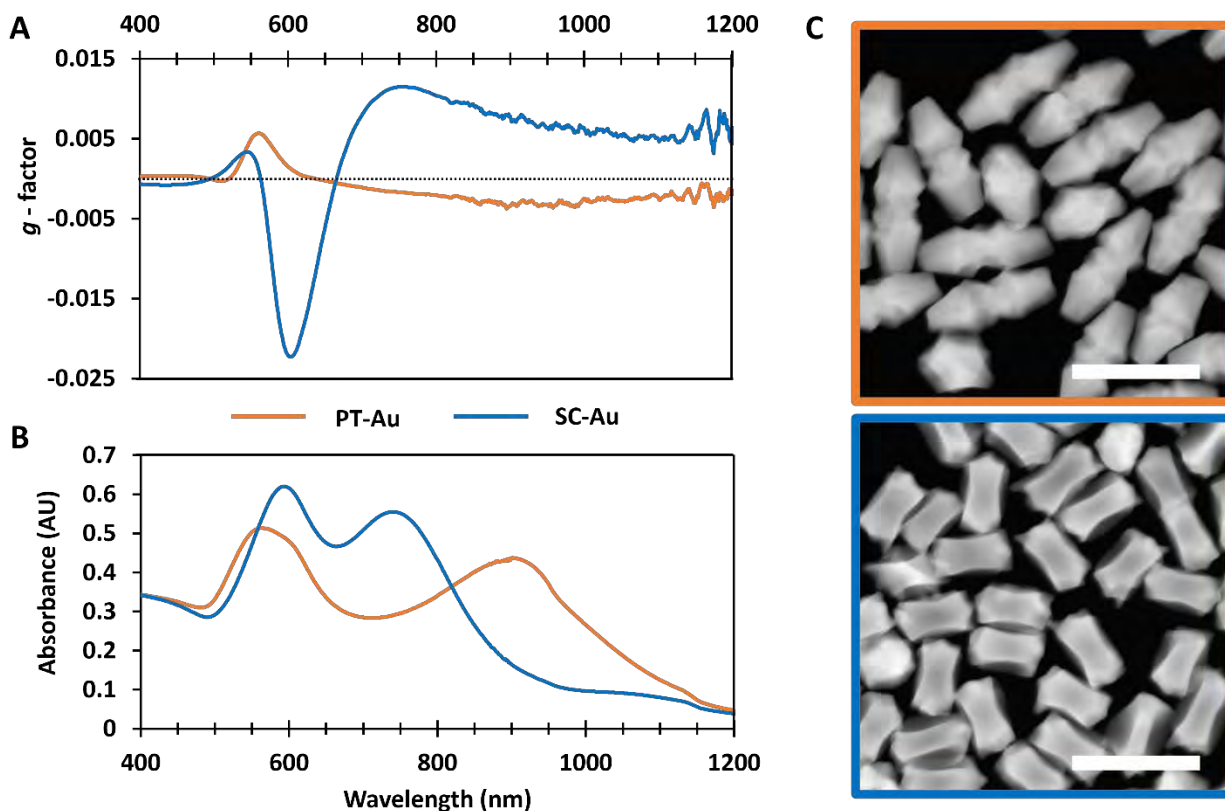 A
400 600 800 1000 1200
C
0.015
0.005
-0.005
-0.015
-0.025
g - factor
PT-Au SC-Au
B
0.7
0.6
0.5
0.4
0.3
0.2
0.1
0
Absorbance (AU)
400 600 800 1000 1200
Wavelength (nm)